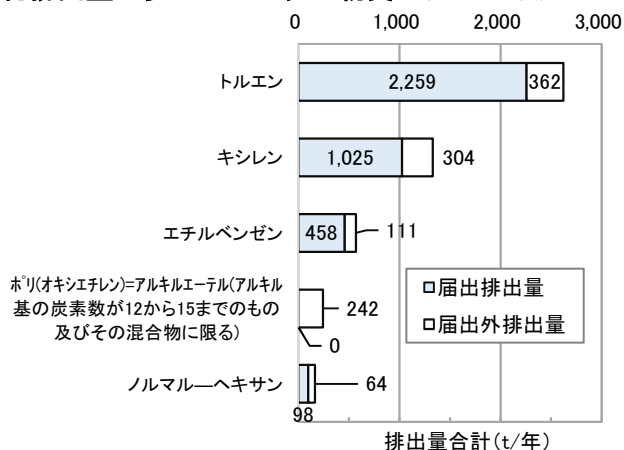 0 1,000 2,000 3,000
トルエン 2,259 362
キシレン 1,025 304
エチルベンゼン 458 111
ﾎﾟﾘ(ｵｷｼｴﾁﾚﾝ)=ｱﾙｷﾙｴｰﾃﾙ(ｱﾙｷﾙ
基の炭素数が12から15までのもの
及びその混合物に限る)
242
0
届出排出量
届出外排出量
ノルマル―ヘキサン 64
98
排出量合計(t/年)